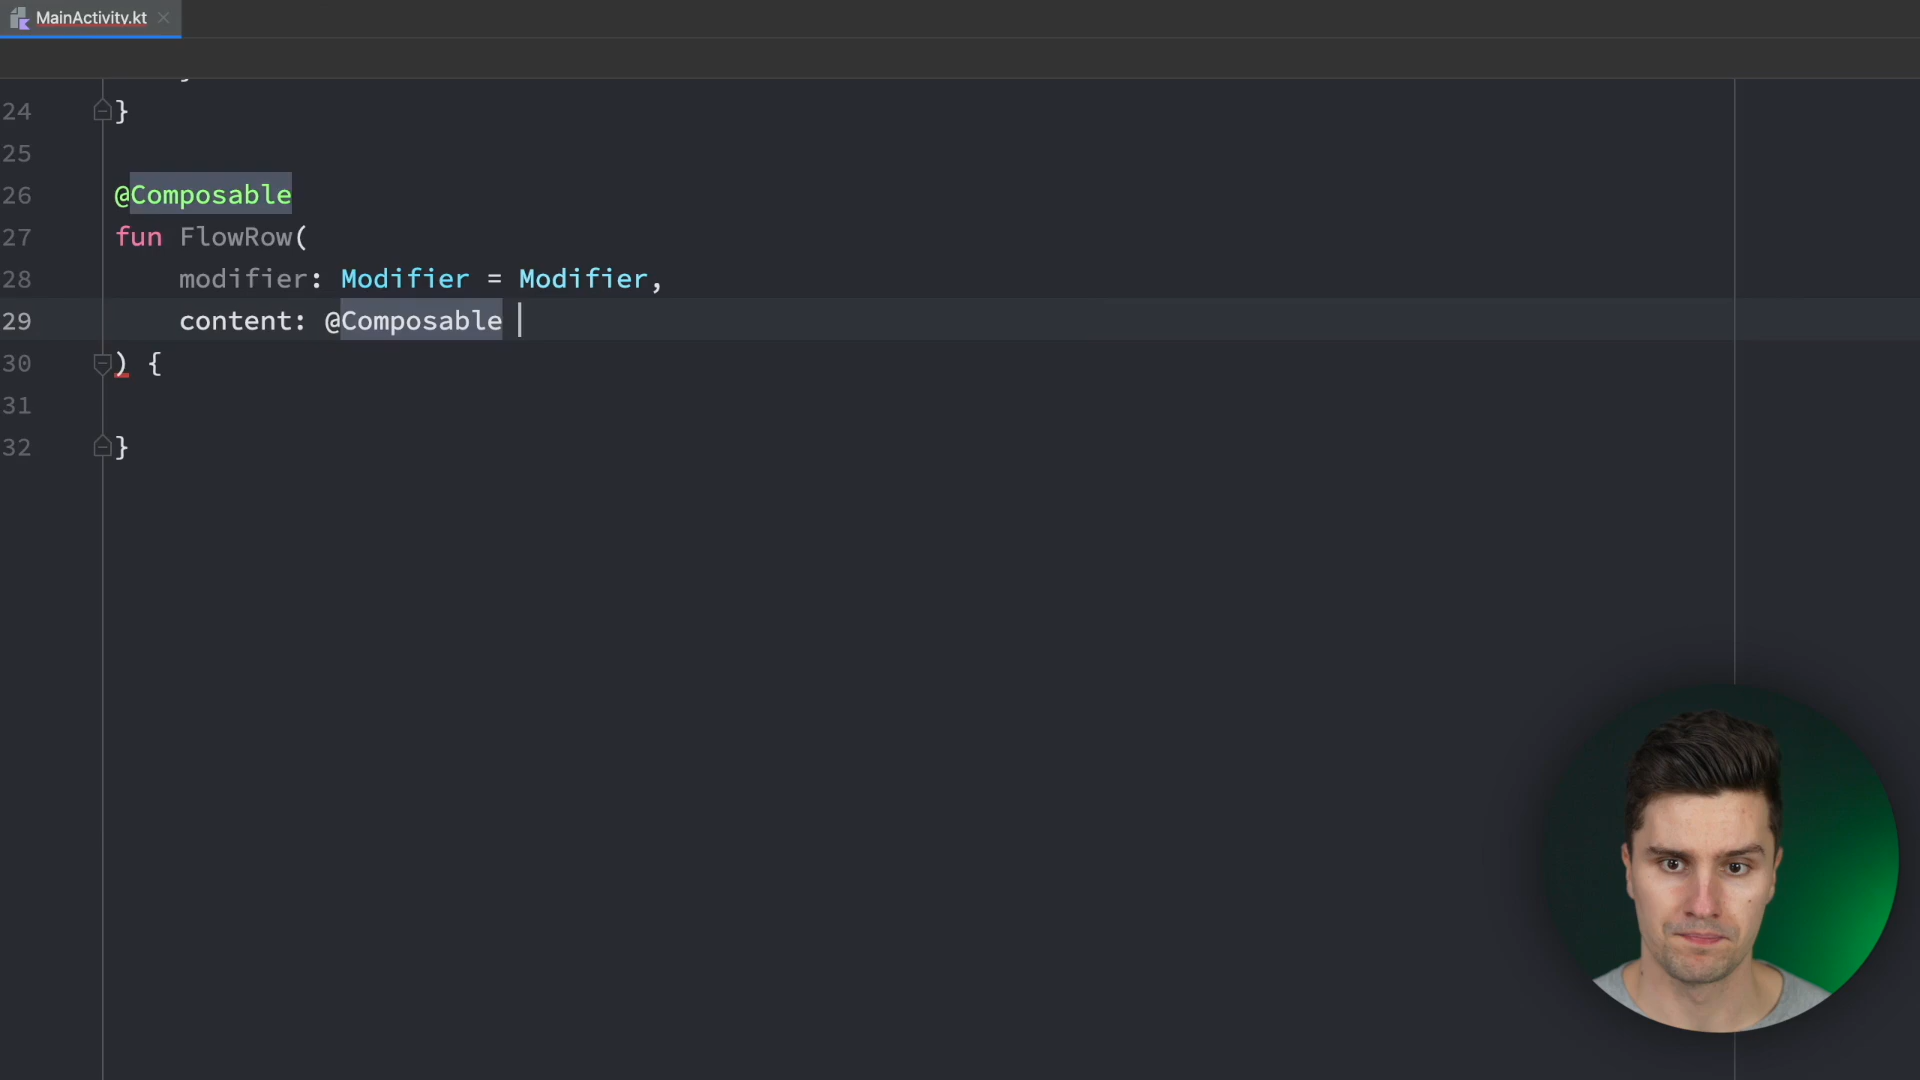 MainActivity.kt
24 }
25
26 @Composable
27 fun FlowRow(
28 modifier: Modifier = Modifier,
29 content: @Composable
30 ) {
31
32 }